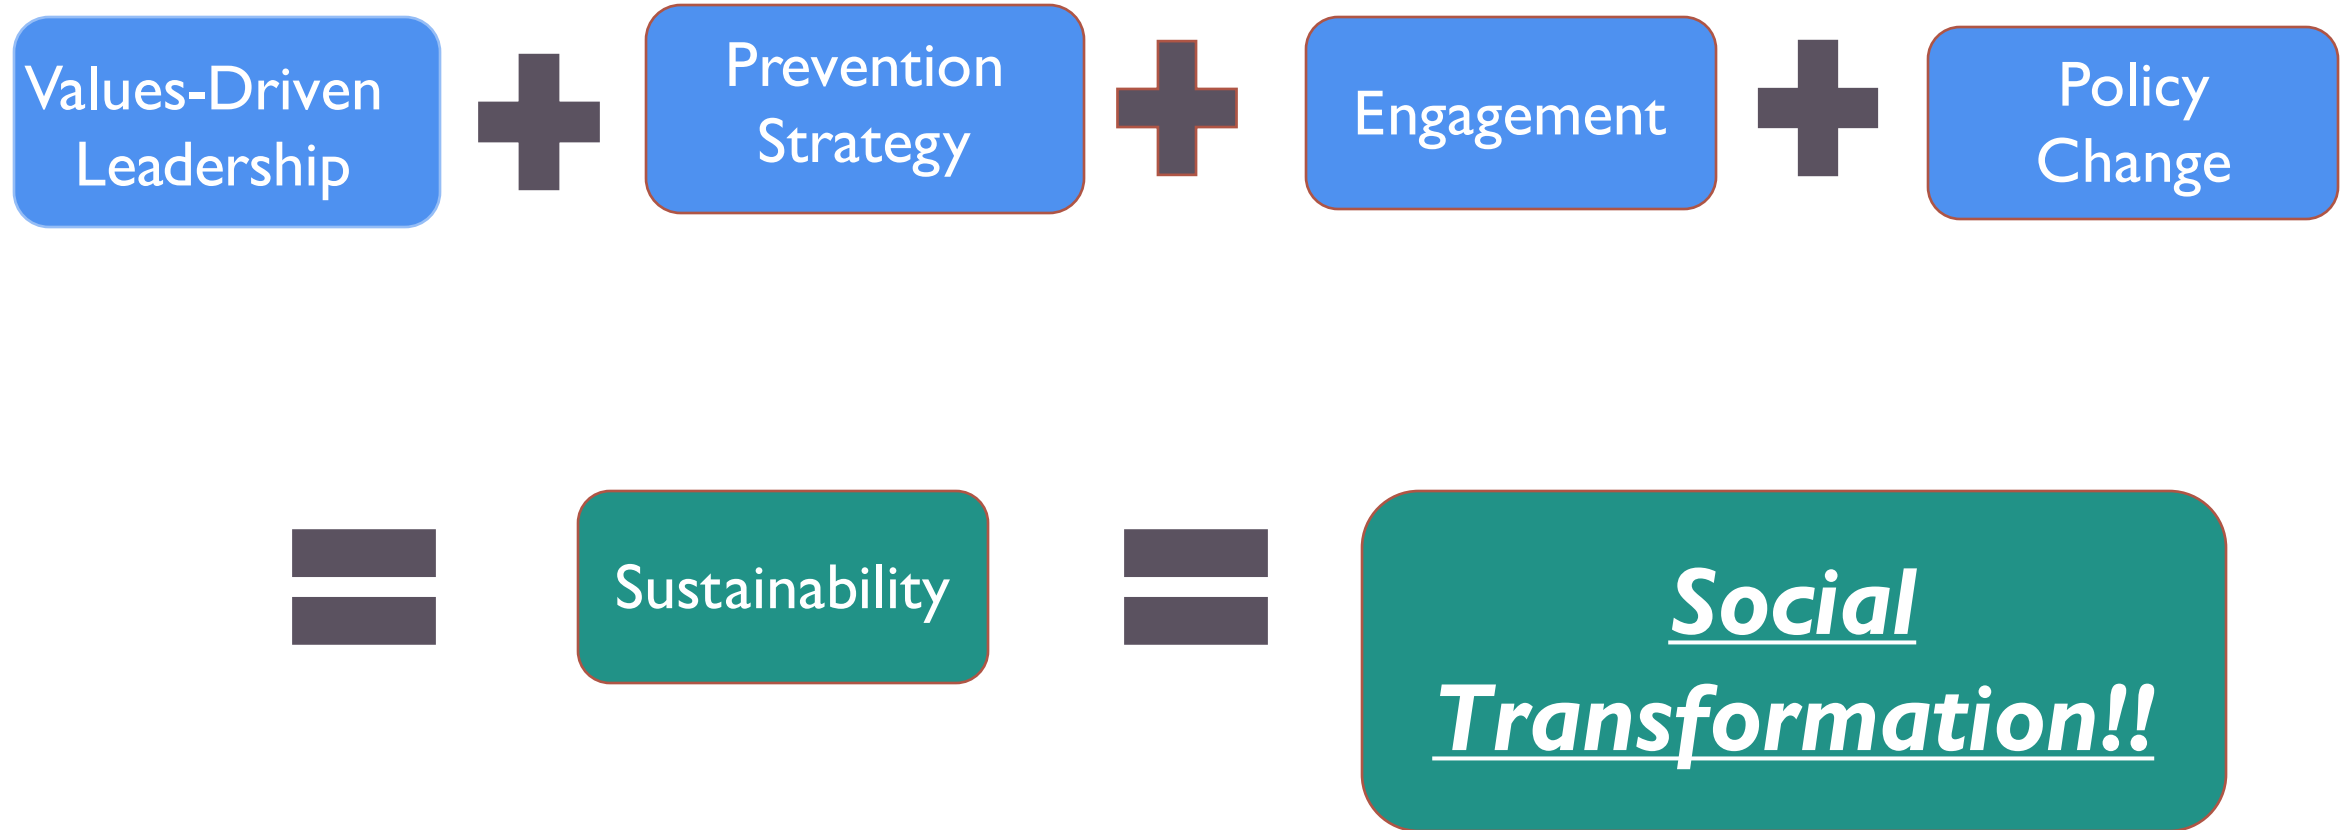 Values-Driven
Leadership
Prevention
Strategy
Engagement
Policy
Change
Sustainability
Social
Transformation!!